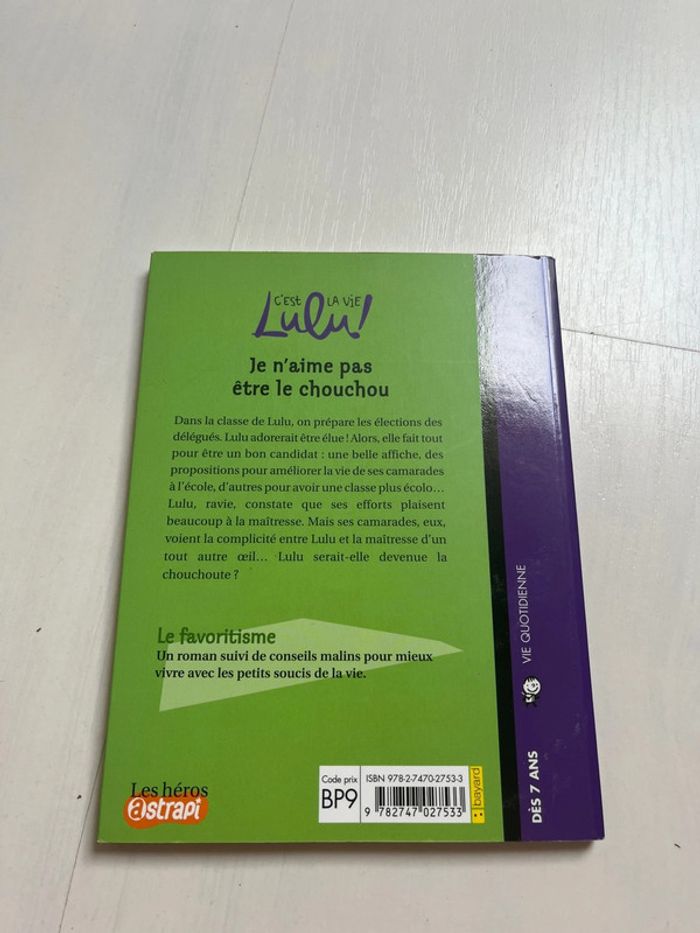 C'EST LA VIE
Lulu!
Je n'aime pas
être le chouchou
Dans la classe de Lulu, on prépare les élections des
délégués. Lulu adorerait être élue ! Alors, elle fait tout
pour être un bon candidat : une belle affiche, des
propositions pour améliorer la vie de ses camarades
à l'école, d'autres pour avoir une classe plus écolo...
Lulu, ravie, constate que ses efforts plaisent
beaucoup à la maîtresse. Mais ses camarades, eux,
voient la complicité entre Lulu et la maîtresse d'un
tout autre œil... Lulu serait-elle devenue la
chouchoute ?
Le favoritisme
Un roman suivi de conseils malins pour mieux
vivre avec les petits soucis de la vie.
Les héros
astrapi
Code prix
BP9
ISBN 978-2-7470-2753-3
9 782747 027533
bayard
DÈS 7 ANS
VIE QUOTIDIENNE